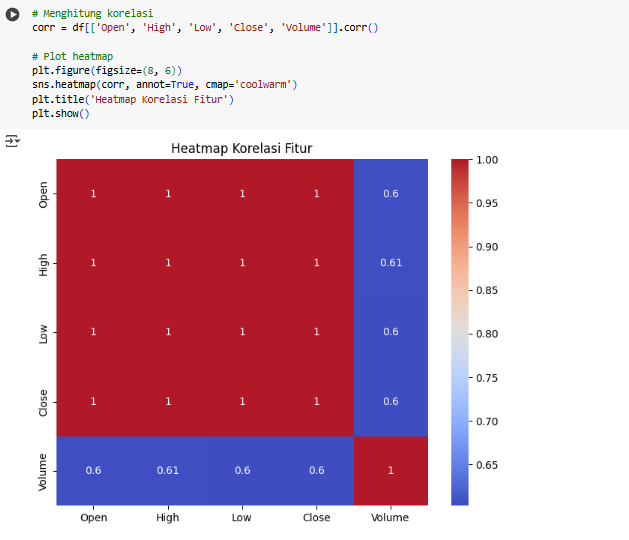 # Menghitung korelasi
corr = df[['Open', 'High', 'Low', 'Close', 'Volume']].corr()
# Plot heatmap
plt.figure(figsize=(8, 6))
sns.heatmap(corr, annot=True, cmap='coolwarm')
plt.title('Heatmap Korelasi Fitur')
plt.show()
Heatmap Korelasi Fitur
Open 1 1 1 1 0.6
High 1 1 1 1 0.61
Low 1 1 1 1 0.6
Close 1 1 1 1 0.6
Volume 0.6 0.61 0.6 0.6 1
Open High Low Close Volume
1.00
0.95
0.90
0.85
0.80
0.75
0.70
0.65